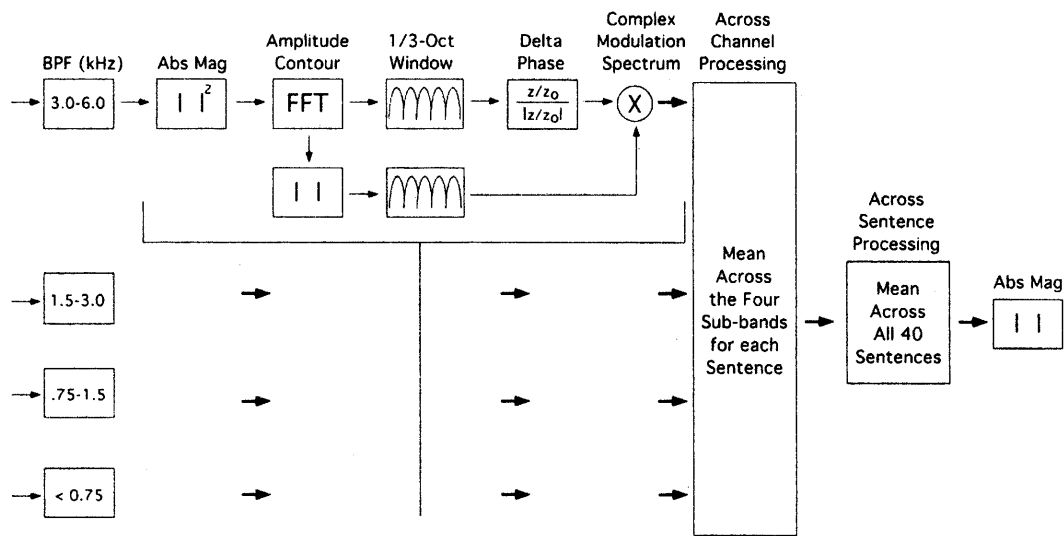 Complex
Across
Amplitude
1/3-Oct
Delta
Modulation
Channel
BPF (kHz)
Abs Mag
Contour
Window
Phase
Spectrum
Processing
3.0-6.0
| |²
FFT
z/z₀
|z/z₀|
X
| |
Across
Sentence
Processing
1.5-3.0
Mean
Across
the Four
Sub-bands
for each
Sentence
Mean
Across
All 40
Sentences
Abs Mag
| |
.75-1.5
< 0.75